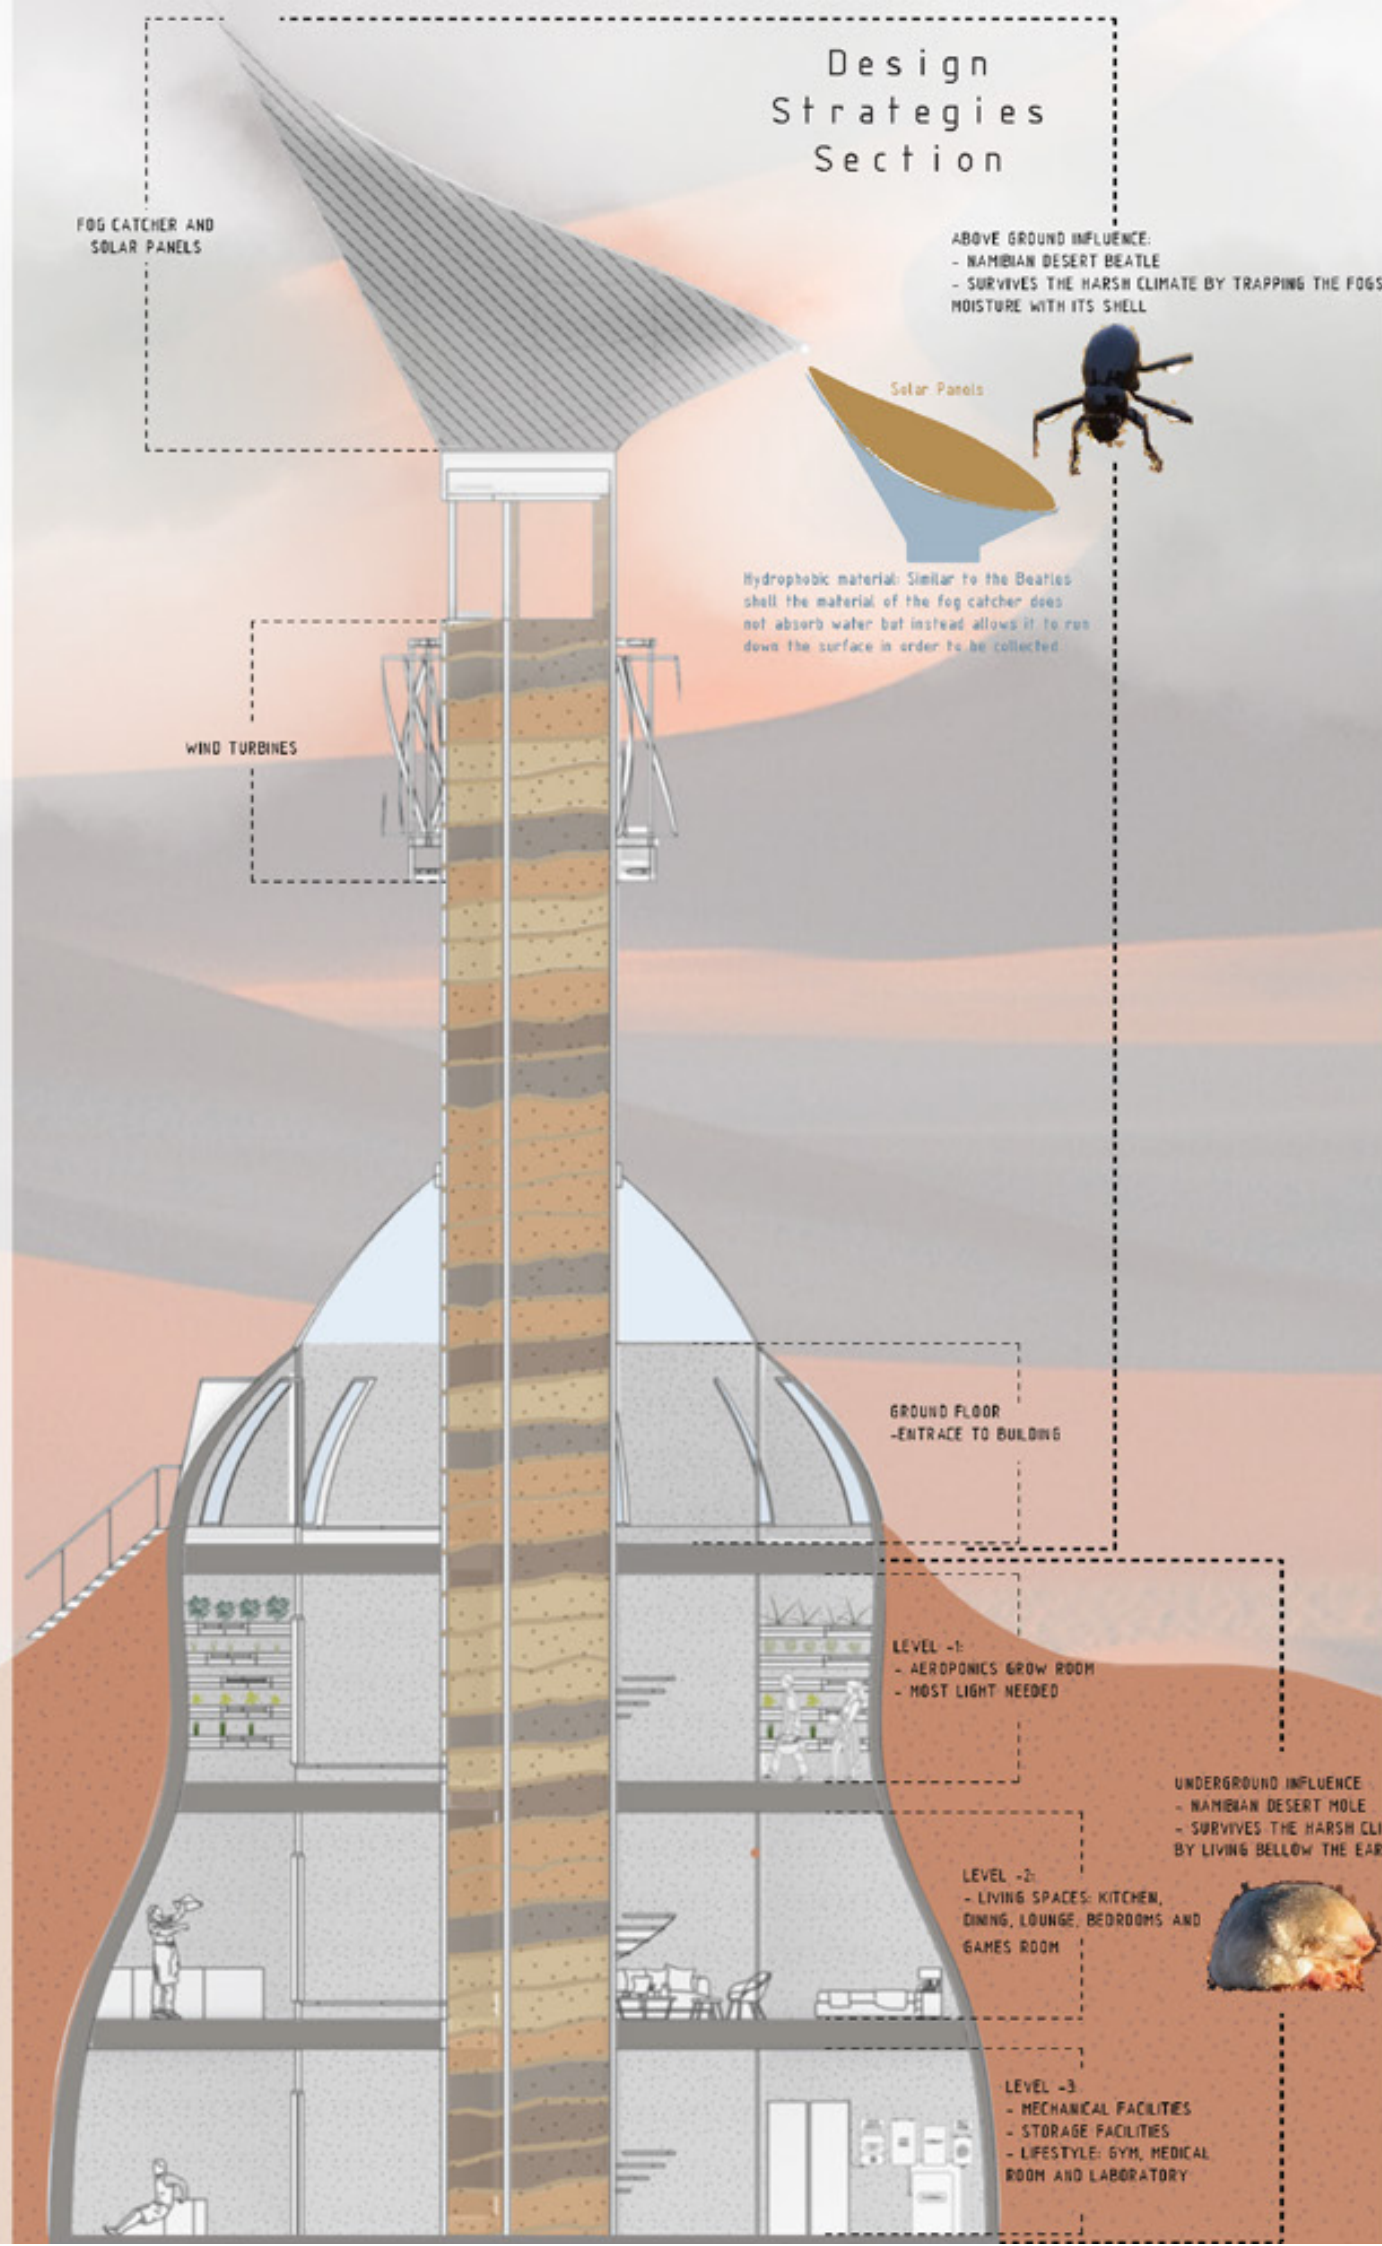 Design
Strategies
Section
FOG CATCHER AND
SOLAR PANELS
ABOVE GROUND INFLUENCE:
- NAMIBIAN DESERT BEATLE
- SURVIVES THE HARSH CLIMATE BY TRAPPING THE FOGS
MOISTURE WITH ITS SHELL
Solar Panels
Hydrophobic material: Similar to the Beatles
shell the material of the fog catcher does
not absorb water but instead allows it to run
down the surface in order to be collected
WIND TURBINES
GROUND FLOOR
-ENTRACE TO BUILDING
LEVEL -1:
- AEROPONICS GROW ROOM
- MOST LIGHT NEEDED
UNDERGROUND INFLUENCE
- NAMIBIAN DESERT MOLE
- SURVIVES THE HARSH CLI
BY LIVING BELLOW THE EAR
LEVEL -2:
- LIVING SPACES: KITCHEN,
DINING, LOUNGE, BEDROOMS AND
GAMES ROOM
LEVEL -3
- MECHANICAL FACILITIES
- STORAGE FACILITIES
- LIFESTYLE: GYM, MEDICAL
ROOM AND LABORATORY